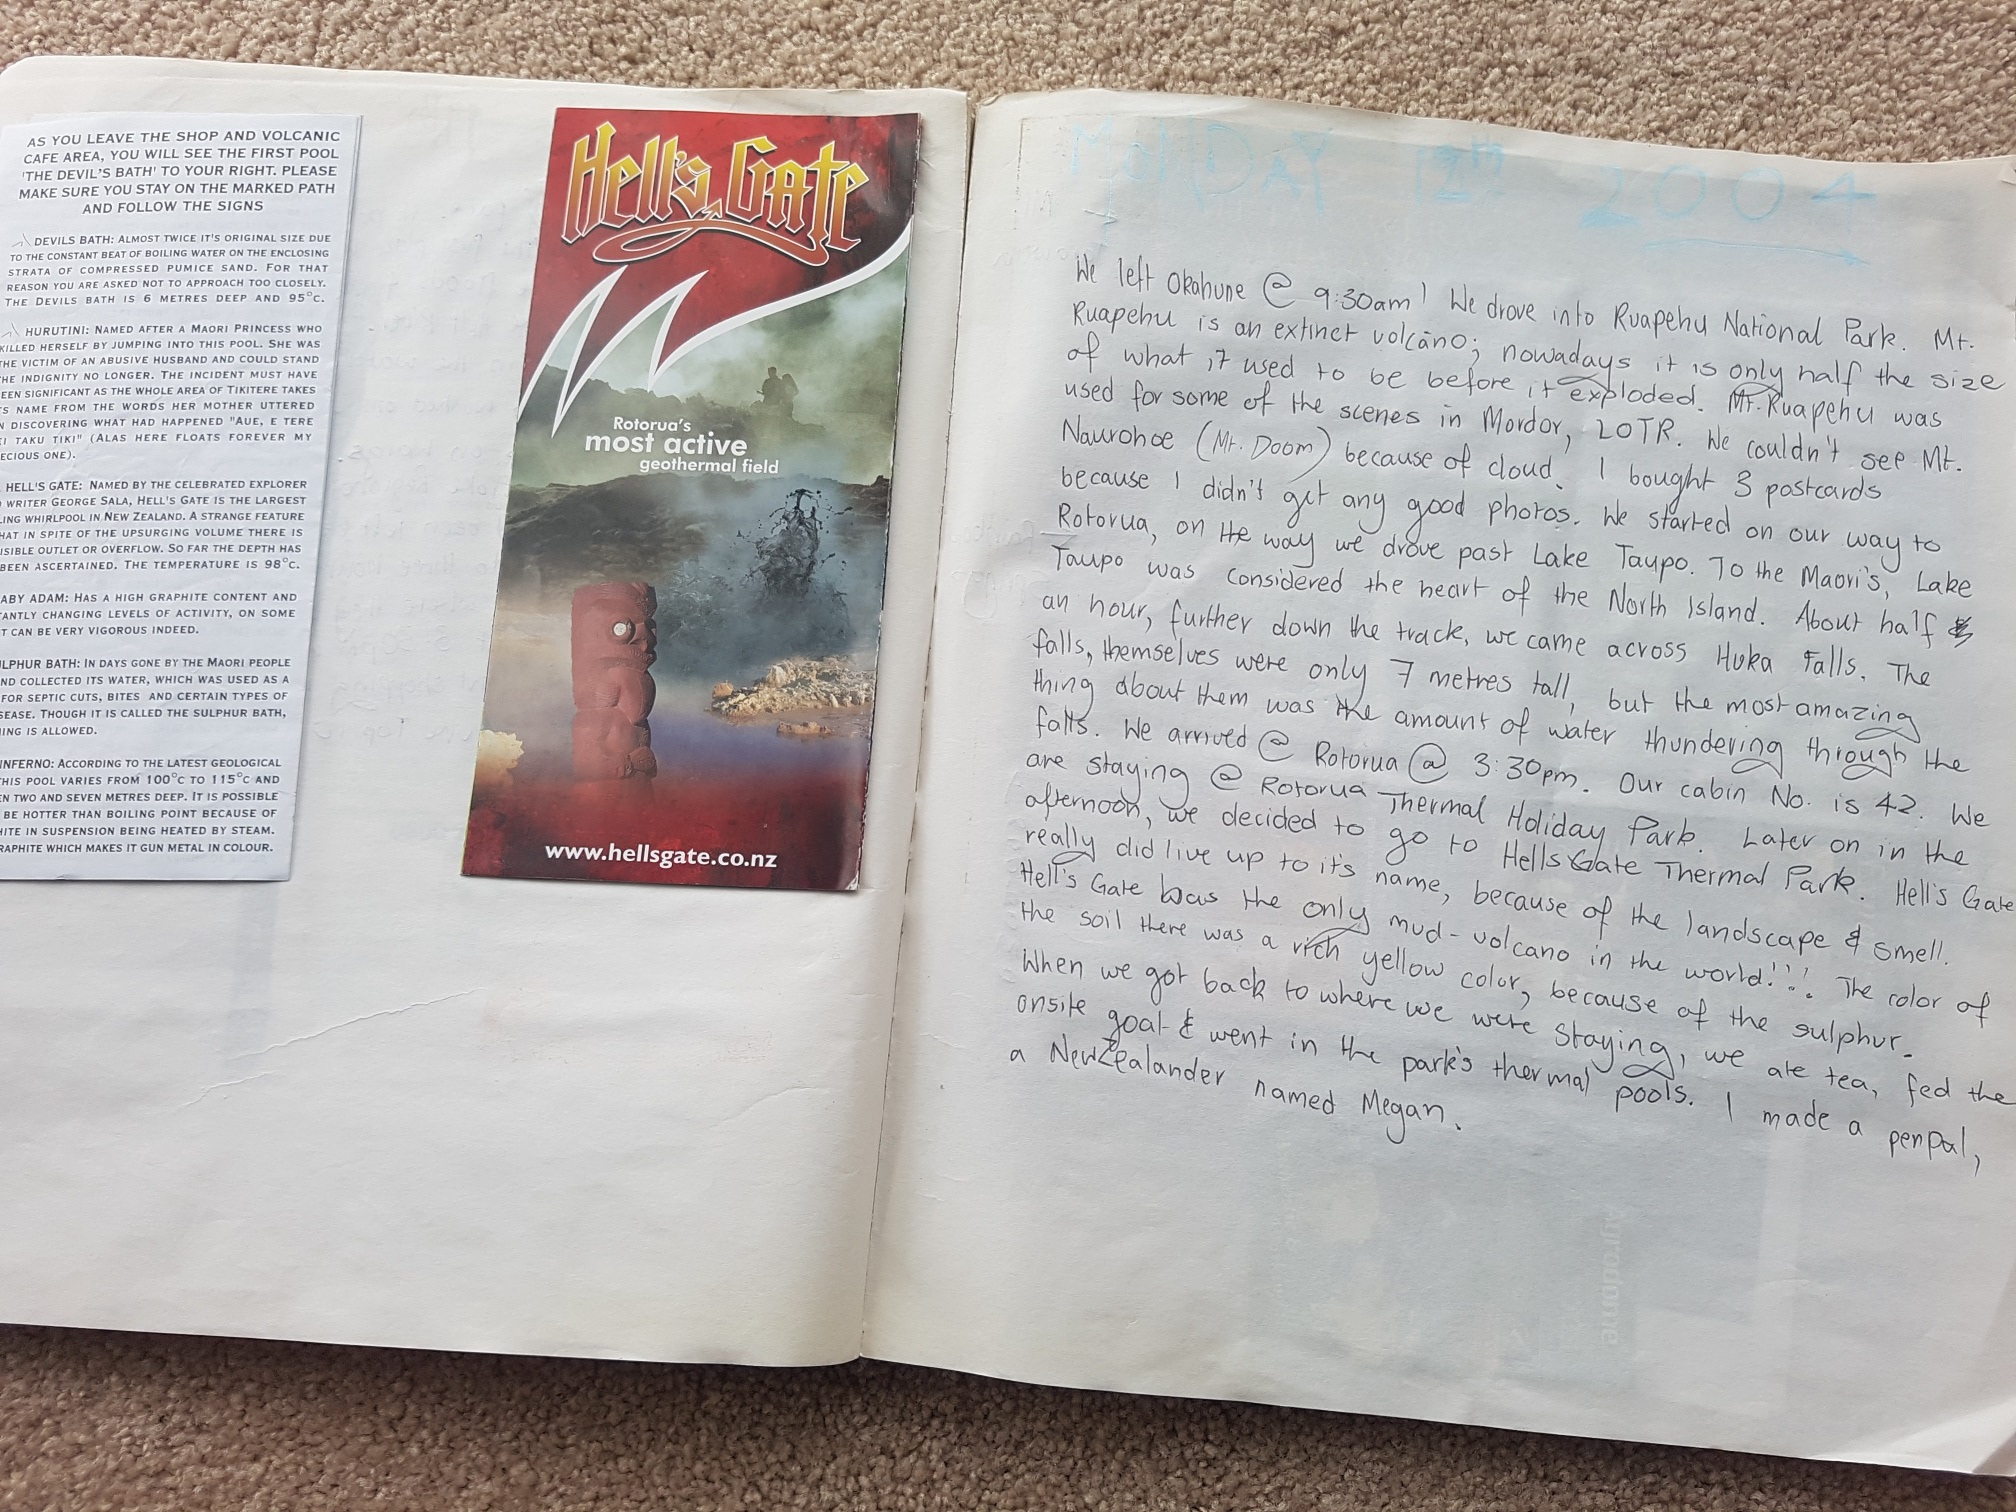 AS YOU LEAVE THE SHOP AND VOLCANIC
CAFE AREA, YOU WILL SEE THE FIRST POOL
'THE DEVIL'S BATH' TO YOUR RIGHT. PLEASE
MAKE SURE YOU STAY ON THE MARKED PATH
AND FOLLOW THE SIGNS
DEVILS BATH: ALMOST TWICE IT'S ORIGINAL SIZE DUE
TO THE CONSTANT BEAT OF BOILING WATER ON THE ENCLOSING
STRATA OF COMPRESSED PUMICE SAND. FOR THAT
REASON YOU ARE ASKED NOT TO APPROACH TOO CLOSELY.
THE DEVILS BATH IS 6 METRES DEEP AND 95°C.
HURUTINI: NAMED AFTER A MAORI PRINCESS WHO
KILLED HERSELF BY JUMPING INTO THIS POOL. SHE WAS
THE VICTIM OF AN ABUSIVE HUSBAND AND COULD STAND
HE INDIGNITY NO LONGER. THE INCIDENT MUST HAVE
EEN SIGNIFICANT AS THE WHOLE AREA OF TIKITERE TAKES
S NAME FROM THE WORDS HER MOTHER UTTERED
N DISCOVERING WHAT HAD HAPPENED "AUE, E TERE
I TAKU TIKI" (ALAS HERE FLOATS FOREVER MY
ECIOUS ONE).
HELL'S GATE: NAMED BY THE CELEBRATED EXPLORER
WRITER GEORGE SALA, HELL'S GATE IS THE LARGEST
LING WHIRLPOOL IN NEW ZEALAND. A STRANGE FEATURE
HAT IN SPITE OF THE UPSURGING VOLUME THERE IS
ISIBLE OUTLET OR OVERFLOW. SO FAR THE DEPTH HAS
BEEN ASCERTAINED. THE TEMPERATURE IS 98°C.
ABY ADAM: HAS A HIGH GRAPHITE CONTENT AND
TANTLY CHANGING LEVELS OF ACTIVITY, ON SOME
T CAN BE VERY VIGOROUS INDEED.
LPHUR BATH: IN DAYS GONE BY THE MAORI PEOPLE
ND COLLECTED ITS WATER, WHICH WAS USED AS A
FOR SEPTIC CUTS, BITES AND CERTAIN TYPES OF
SEASE. THOUGH IT IS CALLED THE SULPHUR BATH,
ING IS ALLOWED.
INFERNO: ACCORDING TO THE LATEST GEOLOGICAL
HIS POOL VARIES FROM 100°C TO 115°C AND
N TWO AND SEVEN METRES DEEP. IT IS POSSIBLE
BE HOTTER THAN BOILING POINT BECAUSE OF
HITE IN SUSPENSION BEING HEATED BY STEAM.
RAPHITE WHICH MAKES IT GUN METAL IN COLOUR.
Hell's Gate
Rotorua's
most active
geothermal field
www.hellsgate.co.nz
MONDAY 12th 2004
We left Okahune @ 9:30am! We drove into Ruapehu National Park. Mt.
Ruapehu is an extinct volcano; nowadays it is only half the size
of what it used to be before it exploded. Mt. Ruapehu was
used for some of the scenes in Mordor, LOTR. We couldn't see Mt.
Naurohoe (Mt. Doom) because of cloud. I bought 3 postcards
because I didn't get any good photos. We started on our way to
Rotorua, on the way we drove past Lake Taupo. To the Maori's, Lake
Taupo was considered the heart of the North Island. About half
an hour, further down the track, we came across Huka Falls. The
falls, themselves were only 7 metres tall, but the most amazing
thing about them was the amount of water thundering through the
falls. We arrived @ Rotorua @ 3:30pm. Our cabin No. is 42. We
are staying @ Rotorua Thermal Holiday Park. Later on in the
afternoon, we decided to go to Hells Gate Thermal Park. Hell's Gate
really did live up to it's name, because of the landscape & smell.
Hell's Gate was the only mud-volcano in the world!!! The color of
the soil there was a rich yellow color, because of the sulphur.
When we got back to where we were staying, we ate tea, fed the
onsite goat & went in the park's thermal pools. I made a penpal,
a NewZealander named Megan.